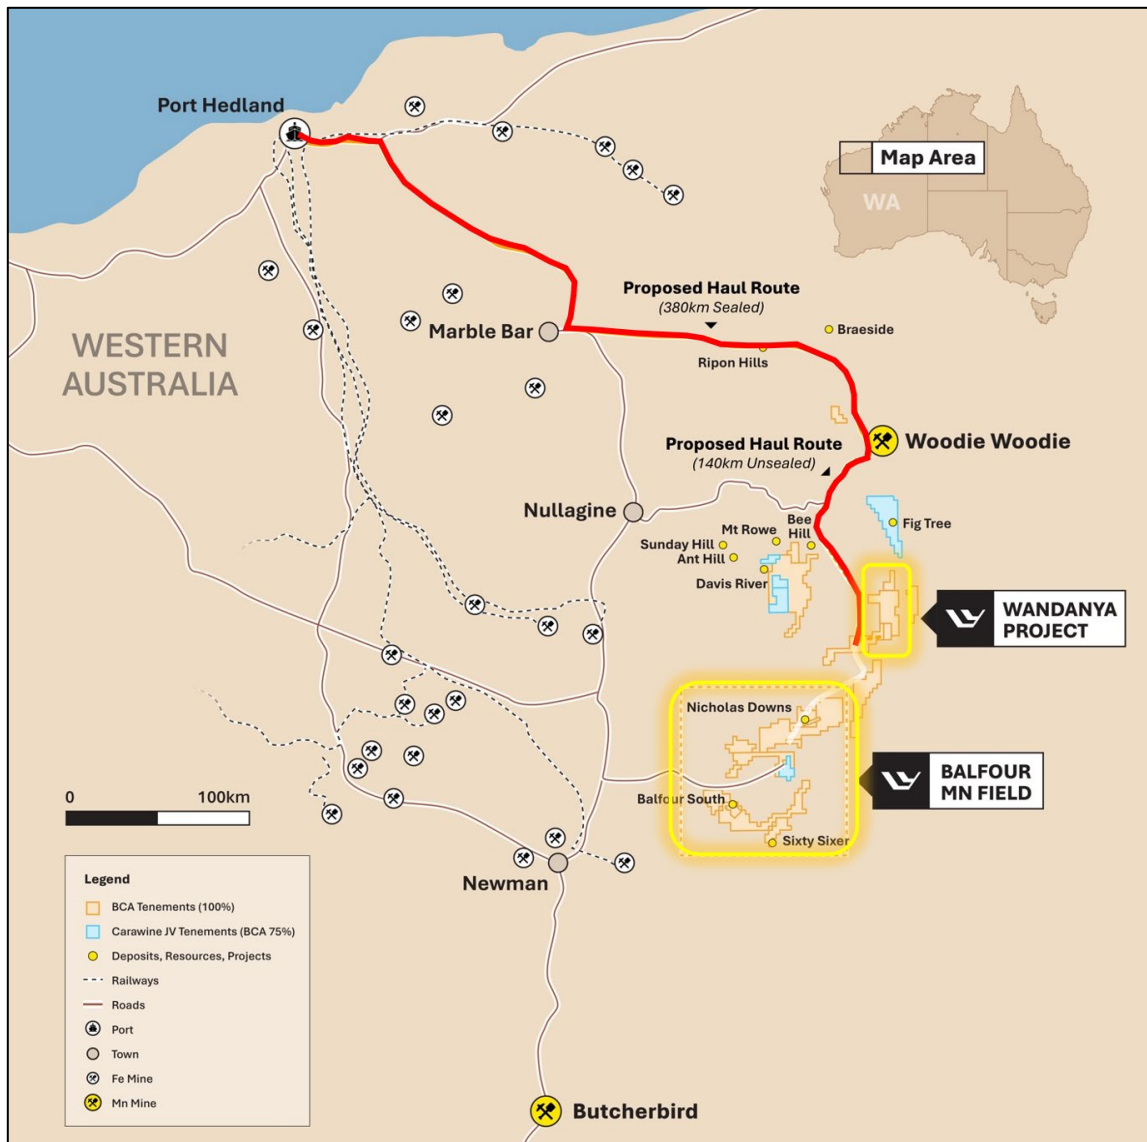 Port Hedland
Map Area
WA
WESTERN
AUSTRALIA
Proposed Haul Route
(380km Sealed)
Marble Bar
Braeside
Ripon Hills
Proposed Haul Route
(140km Unsealed)
Woodie Woodie
Nullagine
Bee
Hill
Mt Rowe
Fig Tree
Sunday Hill
Ant Hill
Davis River
WANDANYA
PROJECT
Nicholas Downs
BALFOUR
MN FIELD
0 100km
Balfour South
Sixty Sixer
Newman
Legend
BCA Tenements (100%)
Carawine JV Tenements (BCA 75%)
Deposits, Resources, Projects
Railways
Roads
Port
Town
Fe Mine
Mn Mine
Butcherbird